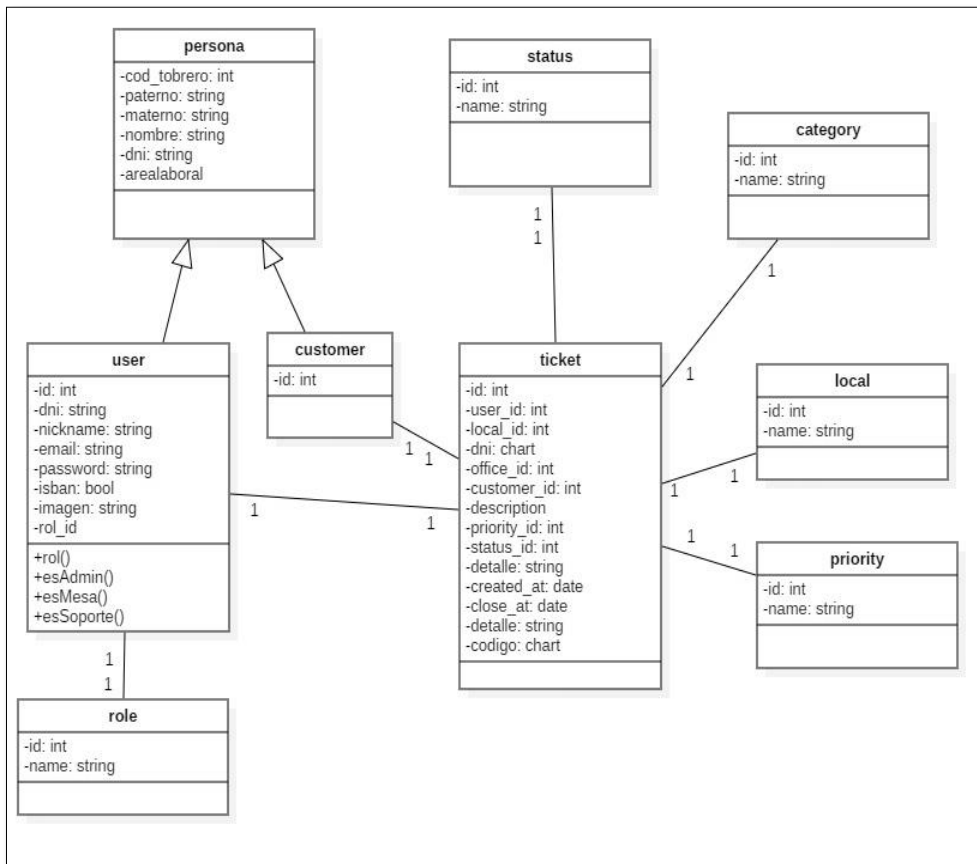 persona
-cod_tobrero: int
-paterno: string
-materno: string
-nombre: string
-dni: string
-arealaboral
status
-id: int
-name: string
category
-id: int
-name: string
1
1
1
1
user
-id: int
-dni: string
-nickname: string
-email: string
-password: string
-isban: bool
-imagen: string
-rol_id
+rol()
+esAdmin()
+esMesa()
+esSoporte()
customer
-id: int
1
1
1
1
ticket
-id: int
-user_id: int
-local_id: int
-dni: chart
-office_id: int
-customer_id: int
-description
-priority_id: int
-status_id: int
-detalle: string
-created_at: date
-close_at: date
-detalle: string
-codigo: chart
local
-id: int
-name: string
1
1
1
1
priority
-id: int
-name: string
1
1
role
-id: int
-name: string